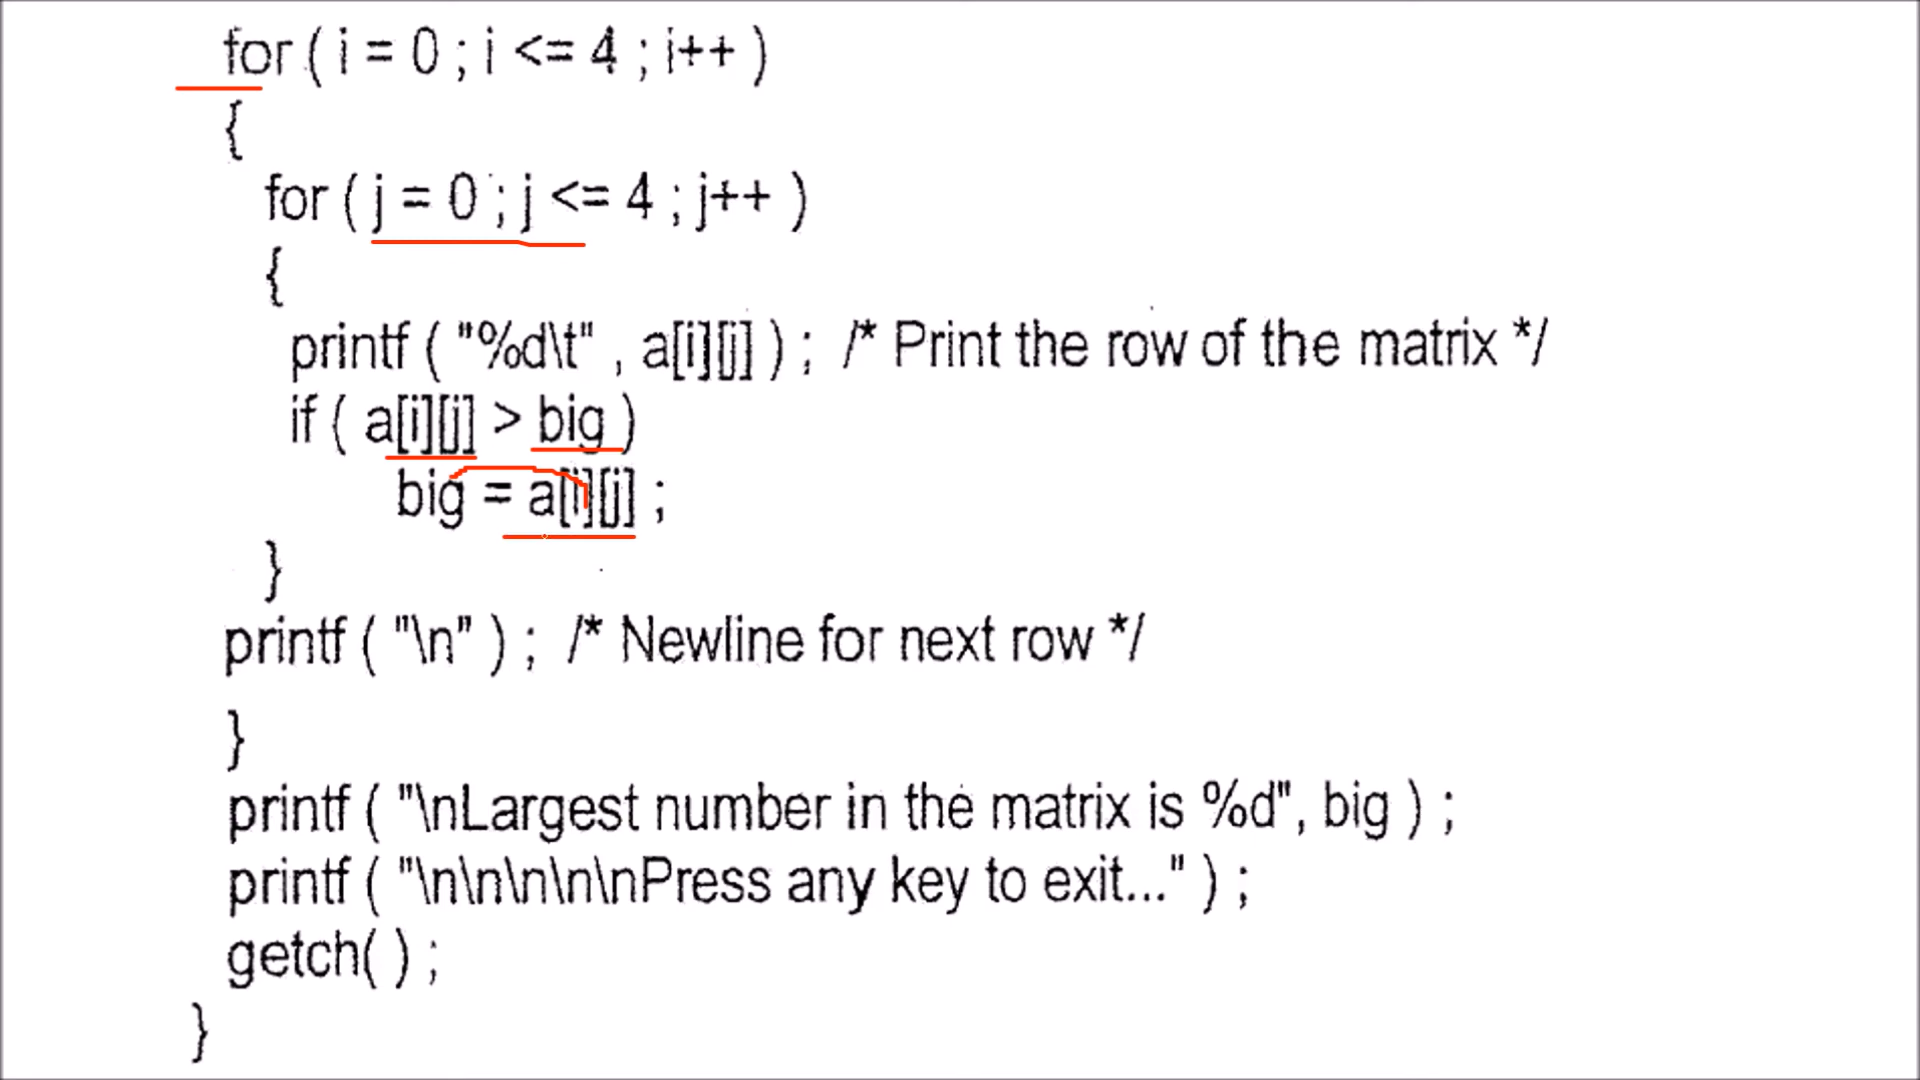 for ( i = 0 ; i <= 4 ; i++ )
{
for ( j = 0 ; j <= 4 ; j++ )
{
printf ( "%d\t" , a[i][j] ) ; /* Print the row of the matrix */
if ( a[i][j] > big )
big = a[i][j] ;
}
printf ( "\n" ) ; /* Newline for next row */
}
printf ( "\nLargest number in the matrix is %d", big ) ;
printf ( "\n\n\n\n\nPress any key to exit..." ) ;
getch( ) ;
}